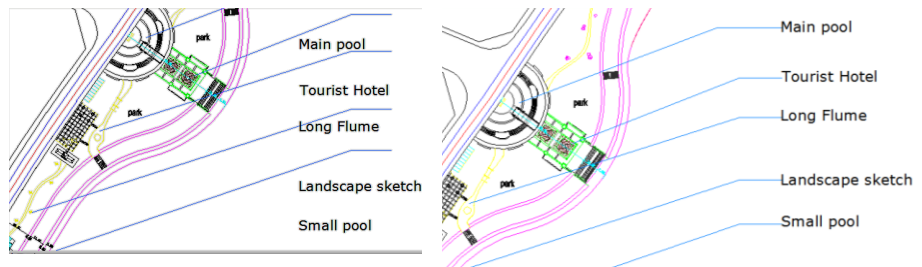 park
Main pool
Tourist Hotel
park
Long Flume
Landscape sketch
Small pool
Main pool
Tourist Hotel
park
Long Flume
park
Landscape sketch
Small pool